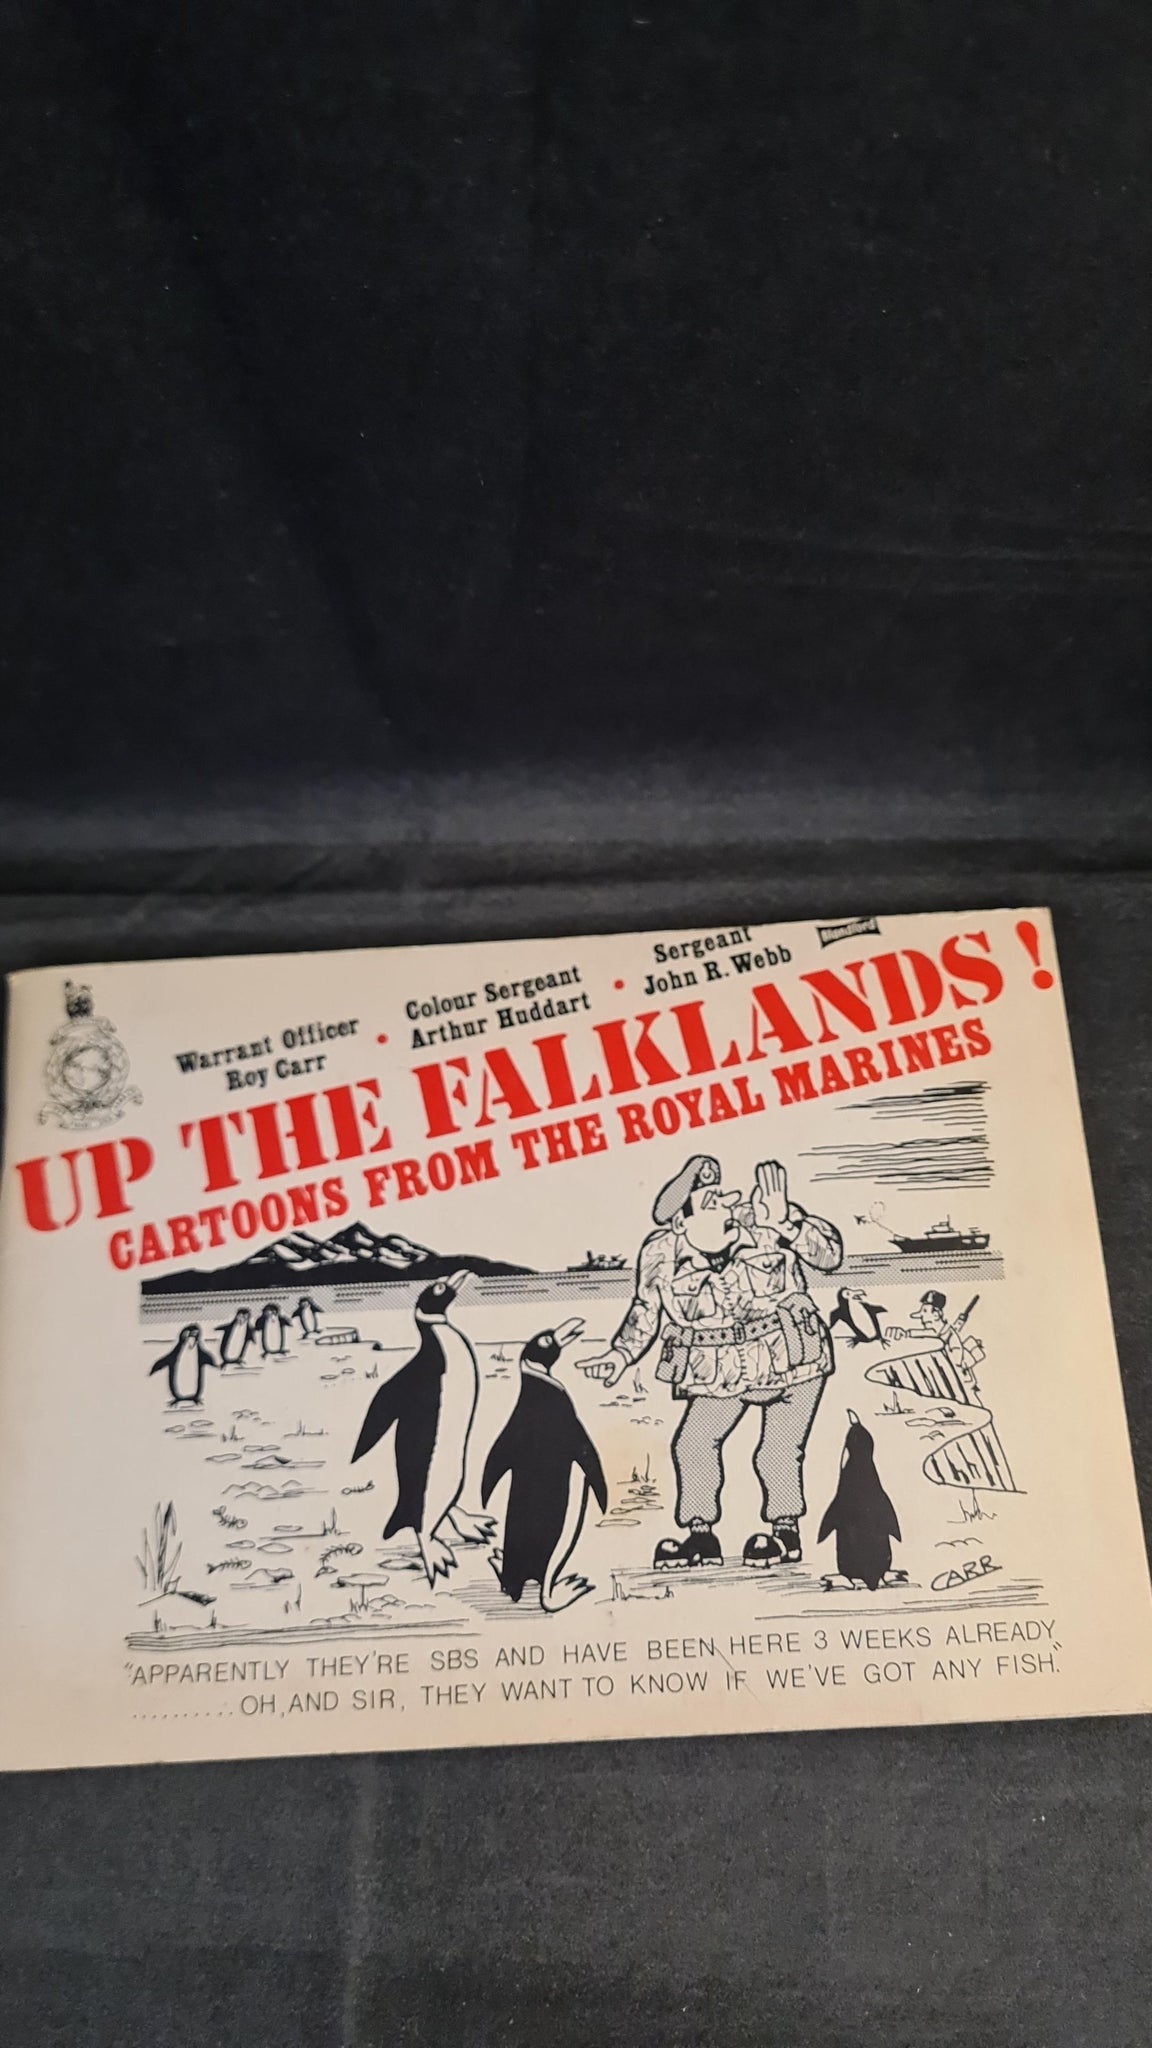 Warrant Officer
Roy Carr
•
Colour Sergeant
Arthur Huddart
•
Sergeant
John R. Webb
Blandford
UP THE FALKLANDS!
CARTOONS FROM THE ROYAL MARINES
CARR
"APPARENTLY THEY'RE SBS AND HAVE BEEN HERE 3 WEEKS ALREADY
..........OH, AND SIR, THEY WANT TO KNOW IF WE'VE GOT ANY FISH."